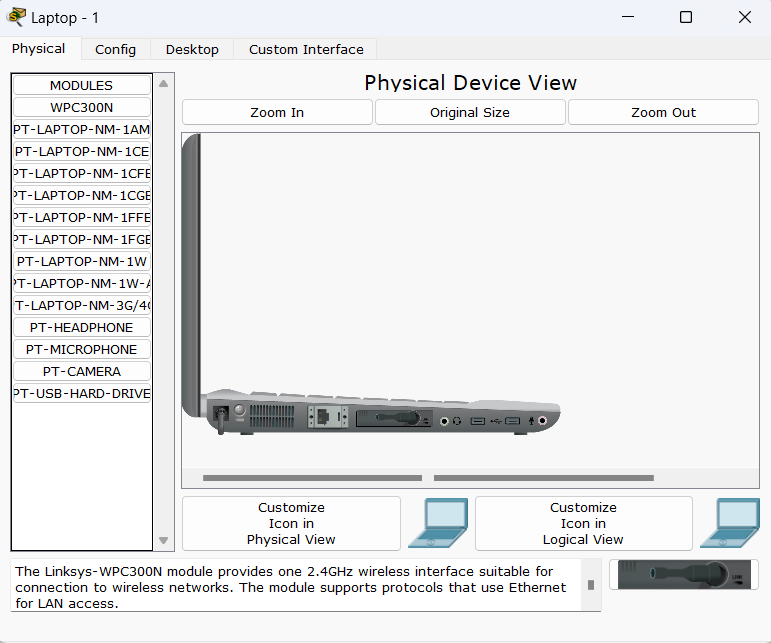 Laptop - 1
Physical
Config
Desktop
Custom Interface
MODULES
WPC300N
PT-LAPTOP-NM-1AM
PT-LAPTOP-NM-1CE
PT-LAPTOP-NM-1CFE
PT-LAPTOP-NM-1CGE
PT-LAPTOP-NM-1FFE
PT-LAPTOP-NM-1FGE
PT-LAPTOP-NM-1W
PT-LAPTOP-NM-1W-A
T-LAPTOP-NM-3G/4G
PT-HEADPHONE
PT-MICROPHONE
PT-CAMERA
PT-USB-HARD-DRIVE
Physical Device View
Zoom In
Original Size
Zoom Out
Customize
Icon in
Physical View
Customize
Icon in
Logical View
The Linksys-WPC300N module provides one 2.4GHz wireless interface suitable for
connection to wireless networks. The module supports protocols that use Ethernet
for LAN access.
LINK